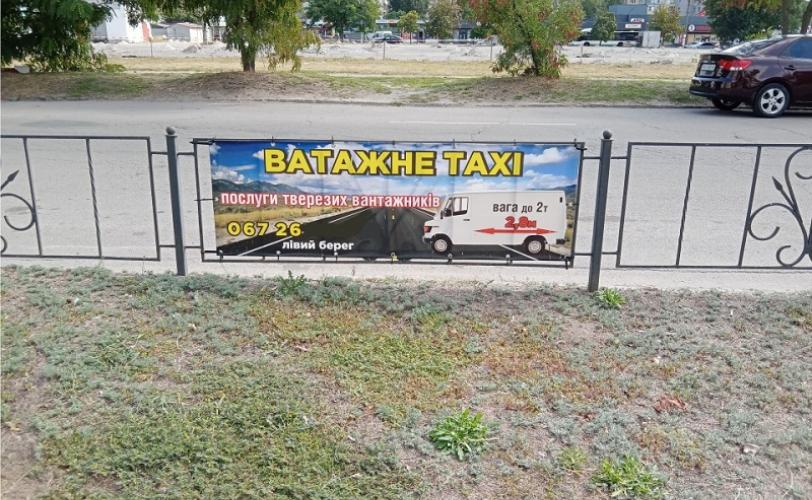 ВАТАЖНЕ ТАХІ
послуги тверезих вантажників
вага до 2т
2,8м
067 26
лівий берег